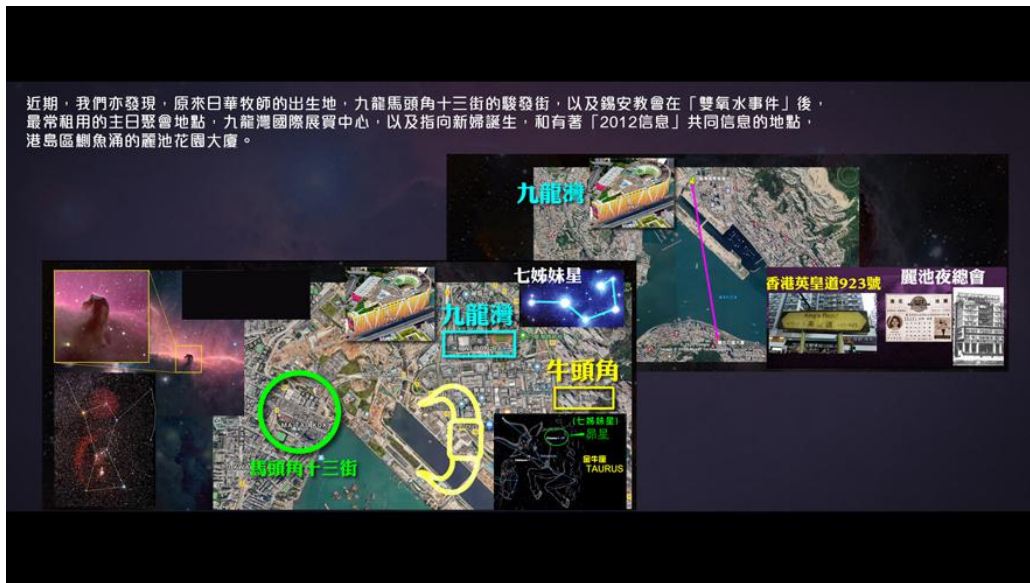 近期，我們亦發現，原來日華牧師的出生地，九龍馬頭角十三街的駿發街，以及錫安教會在「雙氧水事件」後，
最常租用的主日聚會地點，九龍灣國際展貿中心，以及指向新婦誕生，和有著「2012信息」共同信息的地點，
港島區鰂魚涌的麗池花園大廈。
九龍灣
七姊妹星
香港英皇道923號
麗池夜總會
King's Road
九龍灣
牛頭角
(七姊妹星)
昴星
金牛座
TAURUS
馬頭角十三街